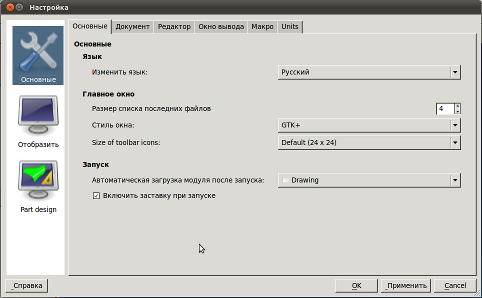 Настройка
Основные
Документ
Редактор
Окно вывода
Макро
Units
Основные
Отобразить
Part design
Основные
Язык
Изменить язык:
Русский
Главное окно
Размер списка последних файлов
4
Стиль окна:
GTK+
Size of toolbar icons:
Default (24 x 24)
Запуск
Автоматическая загрузка модуля после запуска:
Drawing
Включить заставку при запуске
Справка
OK
Применить
Cancel